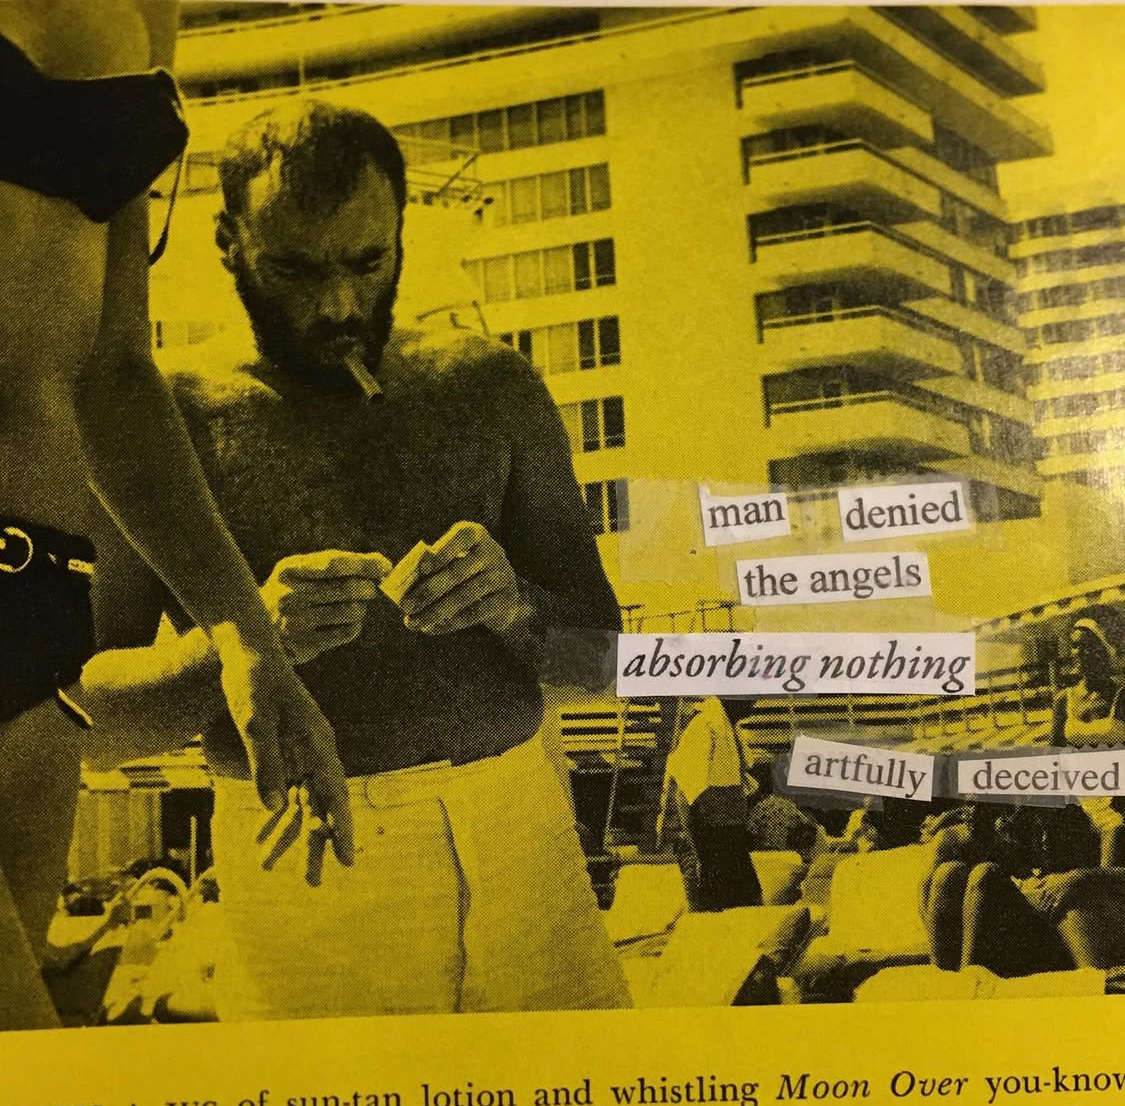 man denied
the angels
absorbing nothing
artfully deceived
of sun-tan lotion and whistling Moon Over you-know